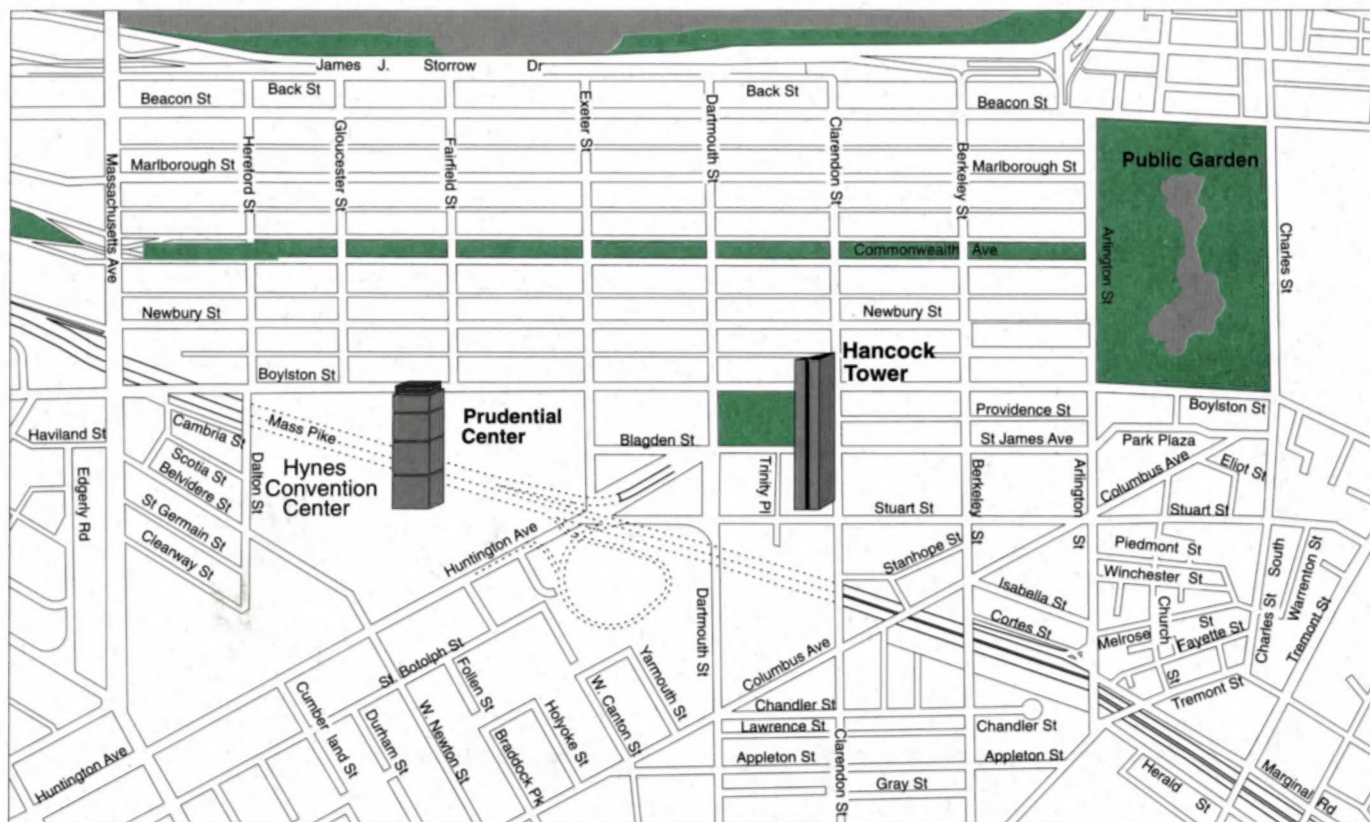 James J. Storrow Dr
Back St
Back St
Beacon St
Beacon St
Exeter St
Dartmouth St
Clarendon St
Hereford St
Gloucester St
Fairfield St
Berkeley St
Massachusetts Ave
Marlborough St
Marlborough St
Public Garden
Commonwealth Ave
Arlington St
Charles St
Newbury St
Newbury St
Hancock
Tower
Boylston St
Boylston St
Prudential
Center
Providence St
Haviland St
Cambria St
Mass Pike
Blagden St
St James Ave
Park Plaza
Scotia St
Belvidere St
Dalton St
Hynes
Convention
Center
Trinity Pl
Berkeley St
Arlington St
Columbus Ave
Eliot St
Edgerly Rd
St Germain St
Clearway St
Stuart St
Stuart St
Huntington Ave
Stanhope St
Piedmont St
Winchester St
Isabella St
Cortes St
Church St
Melrose St
Fayette St
Charles St South
Warrenton St
Tremont St
Dartmouth St
Columbus Ave
Yarmouth St
St. Botolph St
Follen St
W. Canton St
Holyoke St
Tremont St
Chandler St
Chandler St
Lawrence St
Cumberland St
Durham St
W. Newton St
Braddock Pk
Appleton St
Appleton St
Clarendon St
Gray St
Huntington Ave
Herald St
Marginal Rd